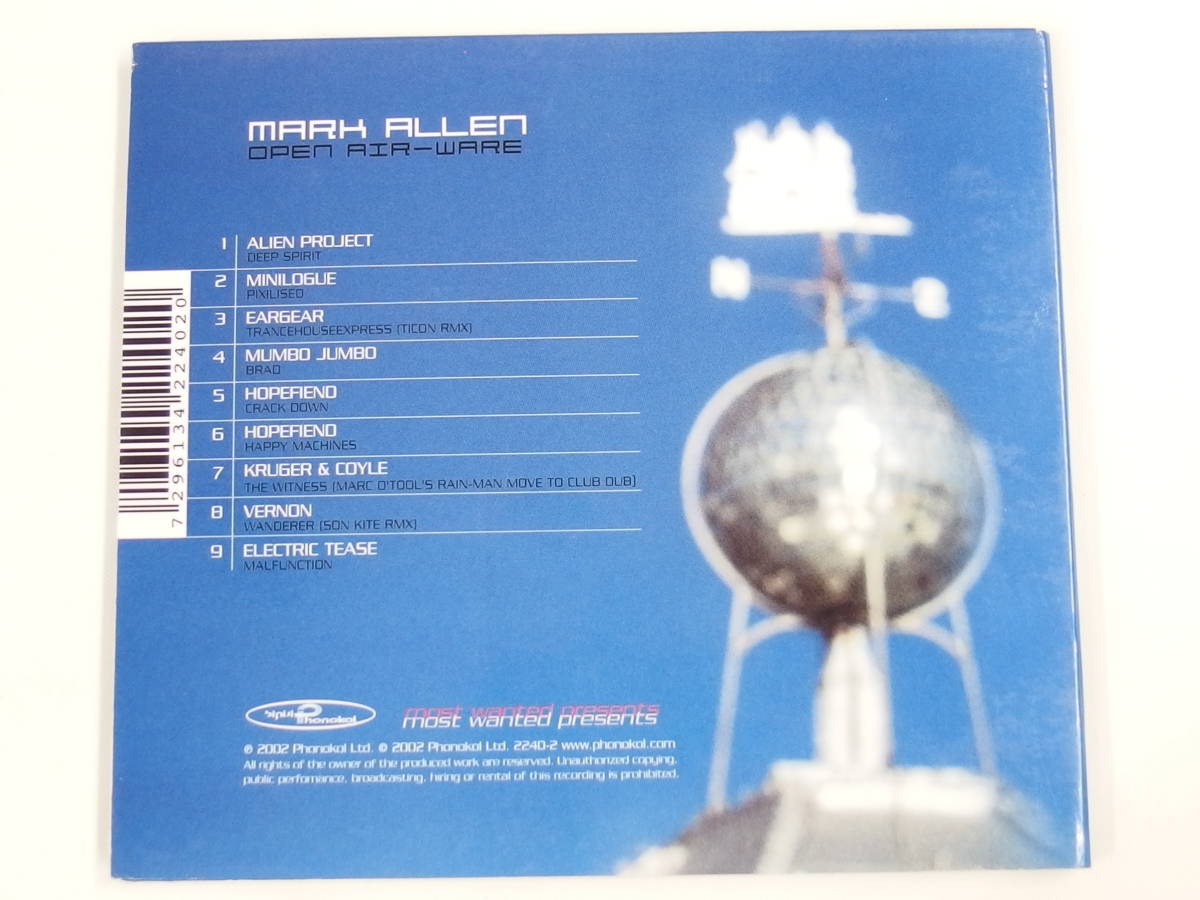 MARK ALLEN
OPEN AIR-WARE
1 ALIEN PROJECT
DEEP SPIRIT
2 MINILOGUE
PIXILISED
3 EARGEAR
TRANCEHOUSEEXPRESS (TICON RMX)
4 MUMBO JUMBO
BRAD
5 HOPEFIEND
CRACK DOWN
6 HOPEFIEND
HAPPY MACHINES
7 KRUGER & COYLE
THE WITNESS (MARC O'TOOL'S RAIN-MAN MOVE TO CLUB DUB)
8 VERNON
WANDERER (SON KITE RMX)
9 ELECTRIC TEASE
MALFUNCTION
7296134224020
פונוקול Phonokol
most wanted presents
most wanted presents
℗ 2002 Phonokol Ltd. © 2002 Phonokol Ltd. 2240-2 www.phonokol.com
All rights of the owner of the produced work are reserved. Unauthorized copying,
public perfomance, broadcasting, hiring or rental of this recording is prohibited.